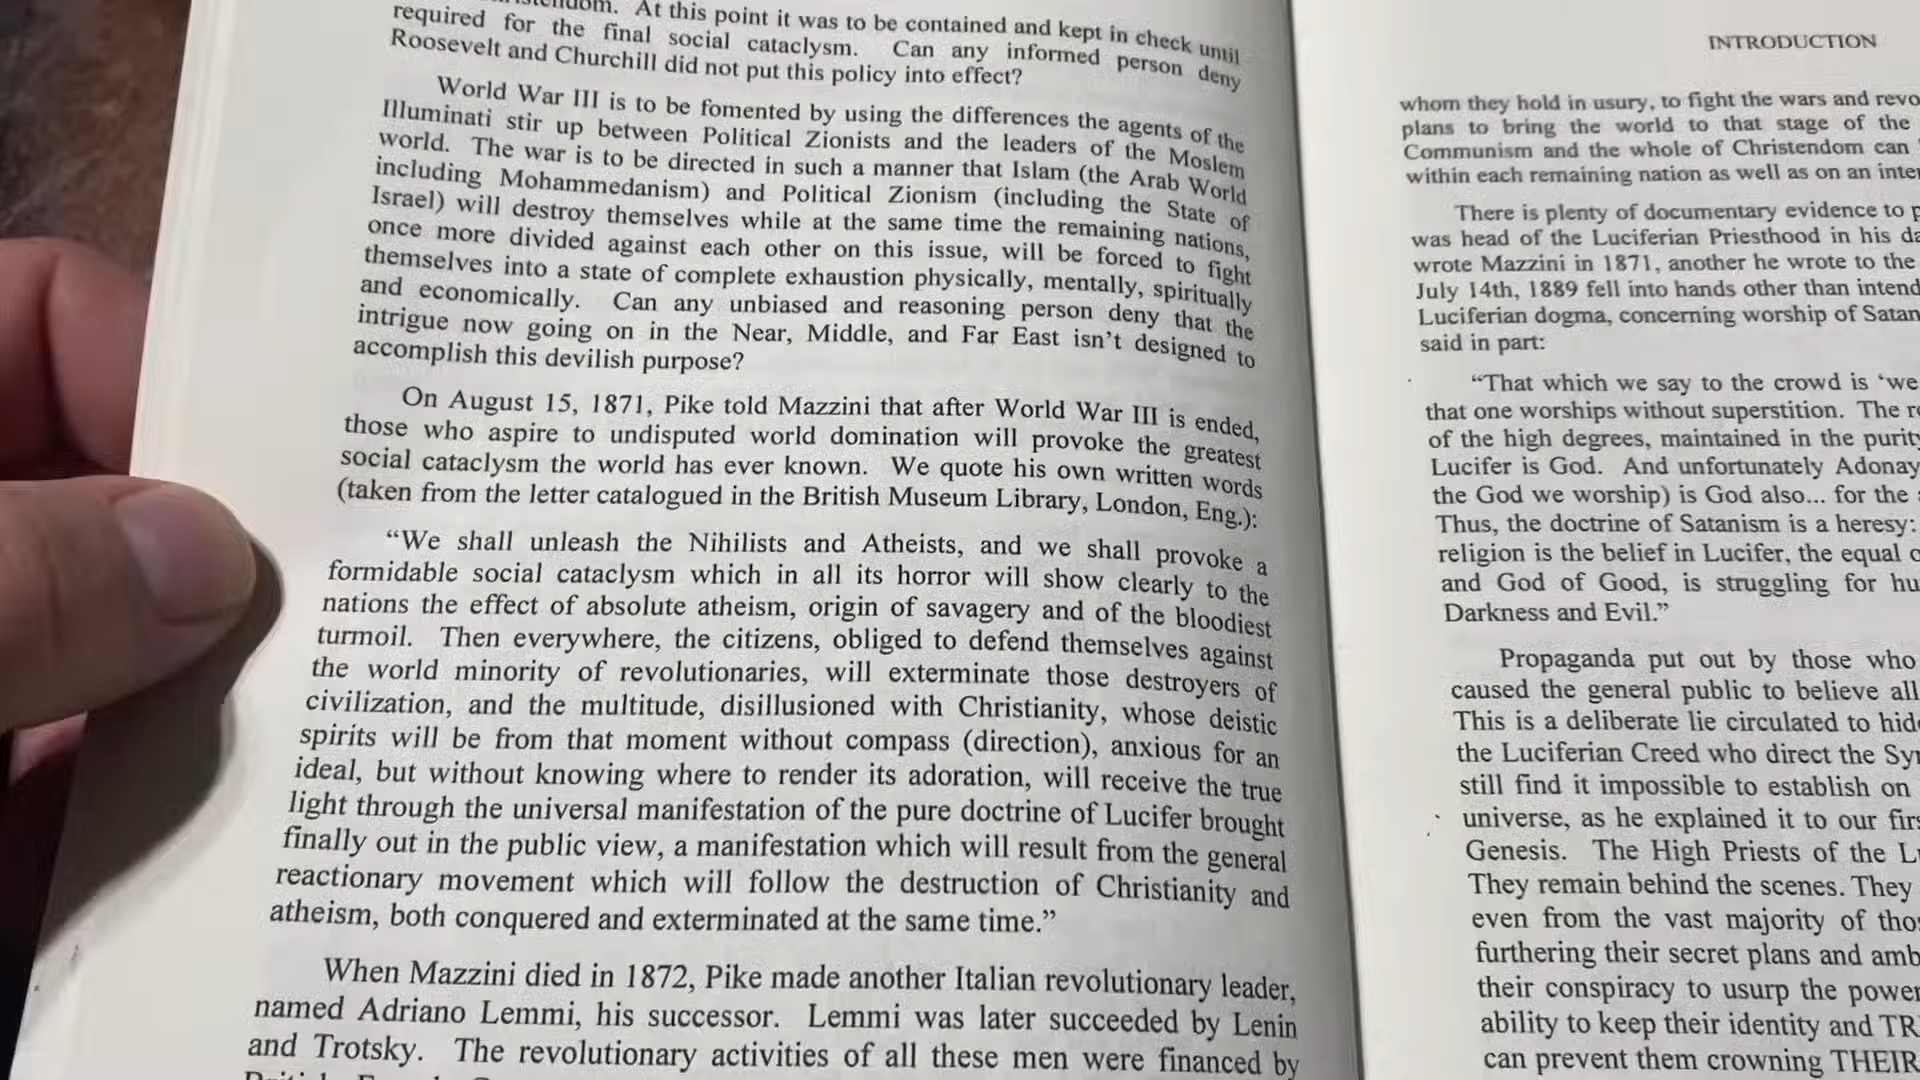 At this point it was to be contained and kept in check until
required for the final social cataclysm. Can any informed person deny
Roosevelt and Churchill did not put this policy into effect?
World War III is to be fomented by using the differences the agents of the
Illuminati stir up between Political Zionists and the leaders of the Moslem
world. The war is to be directed in such a manner that Islam (the Arab World
including Mohammedanism) and Political Zionism (including the State of
Israel) will destroy themselves while at the same time the remaining nations,
once more divided against each other on this issue, will be forced to fight
themselves into a state of complete exhaustion physically, mentally, spiritually
and economically. Can any unbiased and reasoning person deny that the
intrigue now going on in the Near, Middle, and Far East isn't designed to
accomplish this devilish purpose?
On August 15, 1871, Pike told Mazzini that after World War III is ended,
those who aspire to undisputed world domination will provoke the greatest
social cataclysm the world has ever known. We quote his own written words
(taken from the letter catalogued in the British Museum Library, London, Eng.):
“We shall unleash the Nihilists and Atheists, and we shall provoke a
formidable social cataclysm which in all its horror will show clearly to the
nations the effect of absolute atheism, origin of savagery and of the bloodiest
turmoil. Then everywhere, the citizens, obliged to defend themselves against
the world minority of revolutionaries, will exterminate those destroyers of
civilization, and the multitude, disillusioned with Christianity, whose deistic
spirits will be from that moment without compass (direction), anxious for an
ideal, but without knowing where to render its adoration, will receive the true
light through the universal manifestation of the pure doctrine of Lucifer brought
finally out in the public view, a manifestation which will result from the general
reactionary movement which will follow the destruction of Christianity and
atheism, both conquered and exterminated at the same time.”
When Mazzini died in 1872, Pike made another Italian revolutionary leader,
named Adriano Lemmi, his successor. Lemmi was later succeeded by Lenin
and Trotsky. The revolutionary activities of all these men were financed by
INTRODUCTION
whom they hold in usury, to fight the wars and revo
plans to bring the world to that stage of the
Communism and the whole of Christendom can
within each remaining nation as well as on an inte
There is plenty of documentary evidence to p
was head of the Luciferian Priesthood in his da
wrote Mazzini in 1871, another he wrote to the
July 14th, 1889 fell into hands other than intend
Luciferian dogma, concerning worship of Satan
said in part:
“That which we say to the crowd is ‘we
that one worships without superstition. The re
of the high degrees, maintained in the purity
Lucifer is God. And unfortunately Adonay
the God we worship) is God also... for the
Thus, the doctrine of Satanism is a heresy:
religion is the belief in Lucifer, the equal o
and God of Good, is struggling for hu
Darkness and Evil.”
Propaganda put out by those who
caused the general public to believe all
This is a deliberate lie circulated to hide
the Luciferian Creed who direct the Syn
still find it impossible to establish on
universe, as he explained it to our firs
Genesis. The High Priests of the Lu
They remain behind the scenes. They
even from the vast majority of thos
furthering their secret plans and amb
their conspiracy to usurp the power
ability to keep their identity and TR
can prevent them crowning THEIR